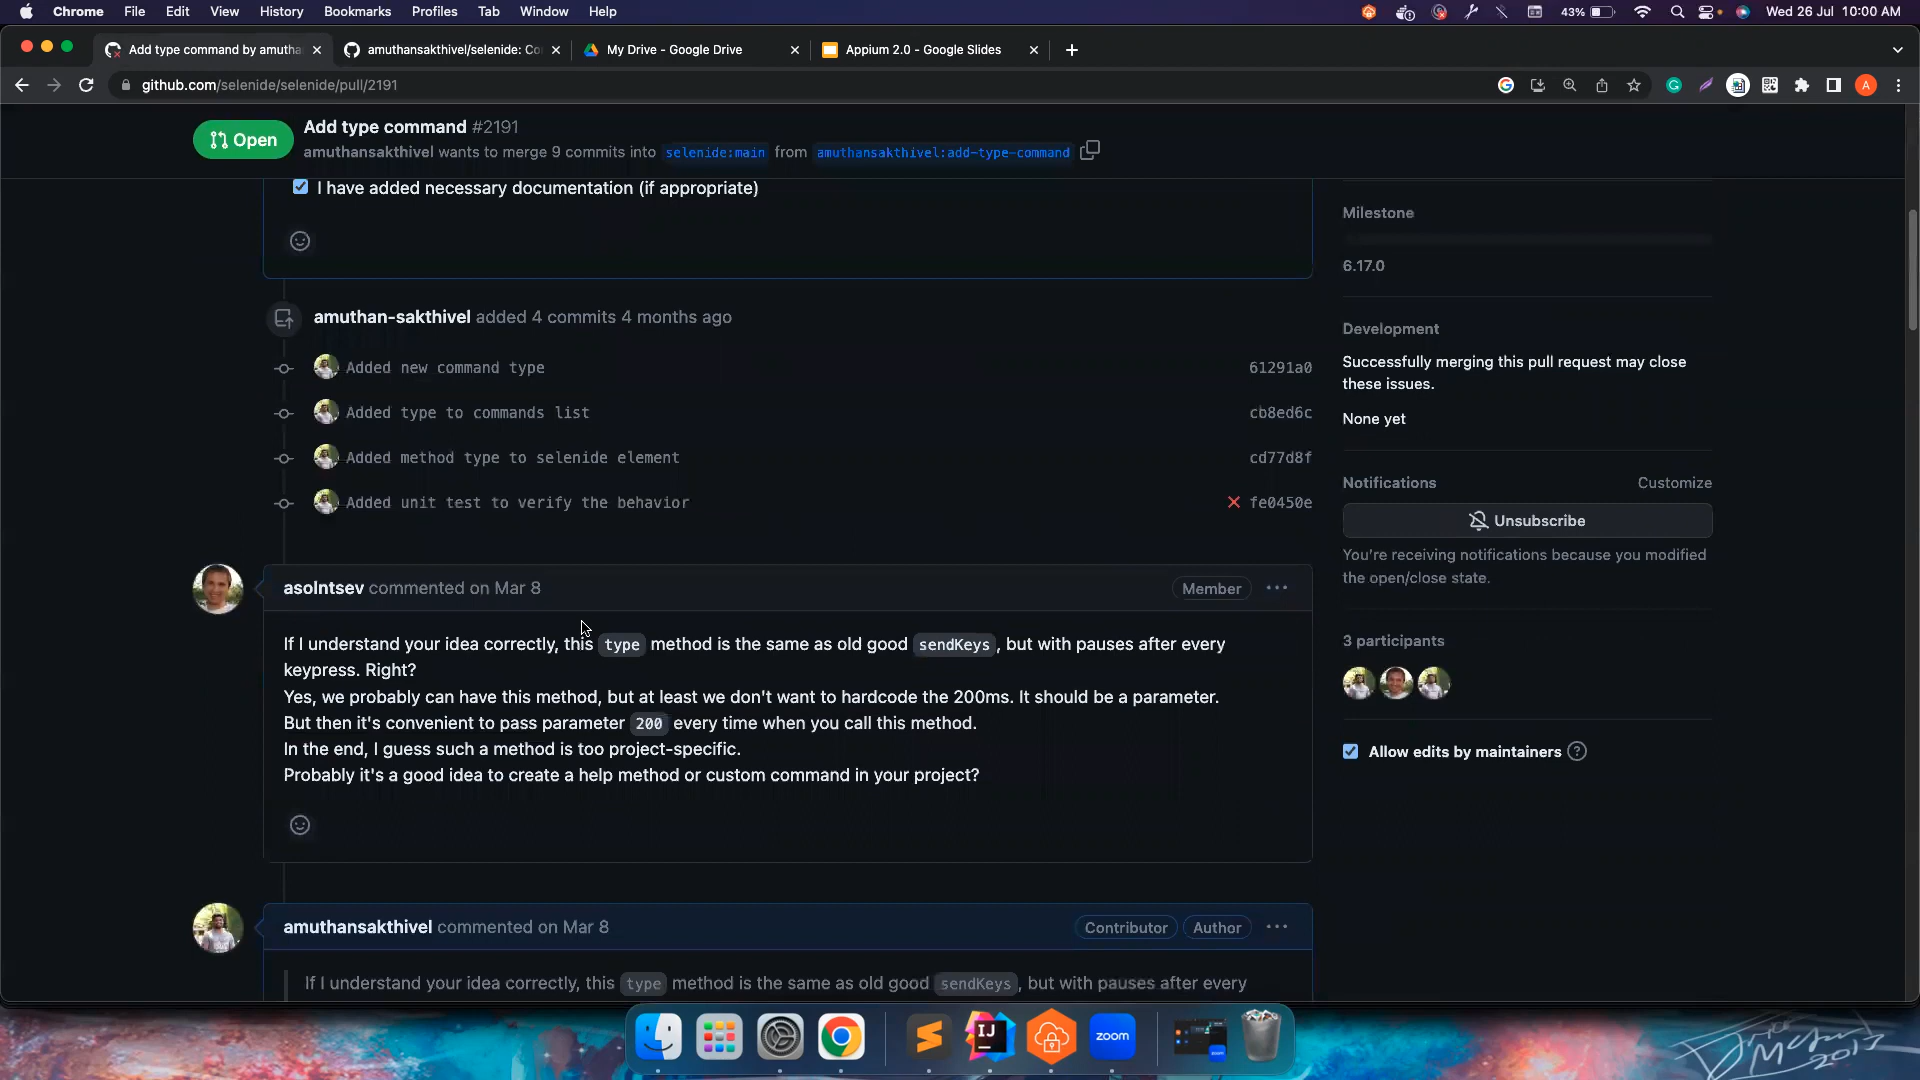 Chrome File Edit View History Bookmarks Profiles Tab Window Help 43% Wed 26 Jul 10:00 AM
Add type command by amutha
amuthansakthivel/selenide: Co
My Drive - Google Drive
Appium 2.0 - Google Slides
github.com/selenide/selenide/pull/2191
A
Open
Add type command #2191
amuthansakthivel wants to merge 9 commits into selenide:main from amuthansakthivel:add-type-command
I have added necessary documentation (if appropriate)
amuthan-sakthivel added 4 commits 4 months ago
Added new command type 61291a0
Added type to commands list cb8ed6c
Added method type to selenide element cd77d8f
Added unit test to verify the behavior fe0450e
asolntsev commented on Mar 8 Member
If I understand your idea correctly, this type method is the same as old good sendKeys, but with pauses after every
keypress. Right?
Yes, we probably can have this method, but at least we don't want to hardcode the 200ms. It should be a parameter.
But then it's convenient to pass parameter 200 every time when you call this method.
In the end, I guess such a method is too project-specific.
Probably it's a good idea to create a help method or custom command in your project?
amuthansakthivel commented on Mar 8 Contributor Author
If I understand your idea correctly, this type method is the same as old good sendKeys, but with pauses after every
Milestone
6.17.0
Development
Successfully merging this pull request may close
these issues.
None yet
Notifications Customize
Unsubscribe
You're receiving notifications because you modified
the open/close state.
3 participants
Allow edits by maintainers
IJ
zoom
2017